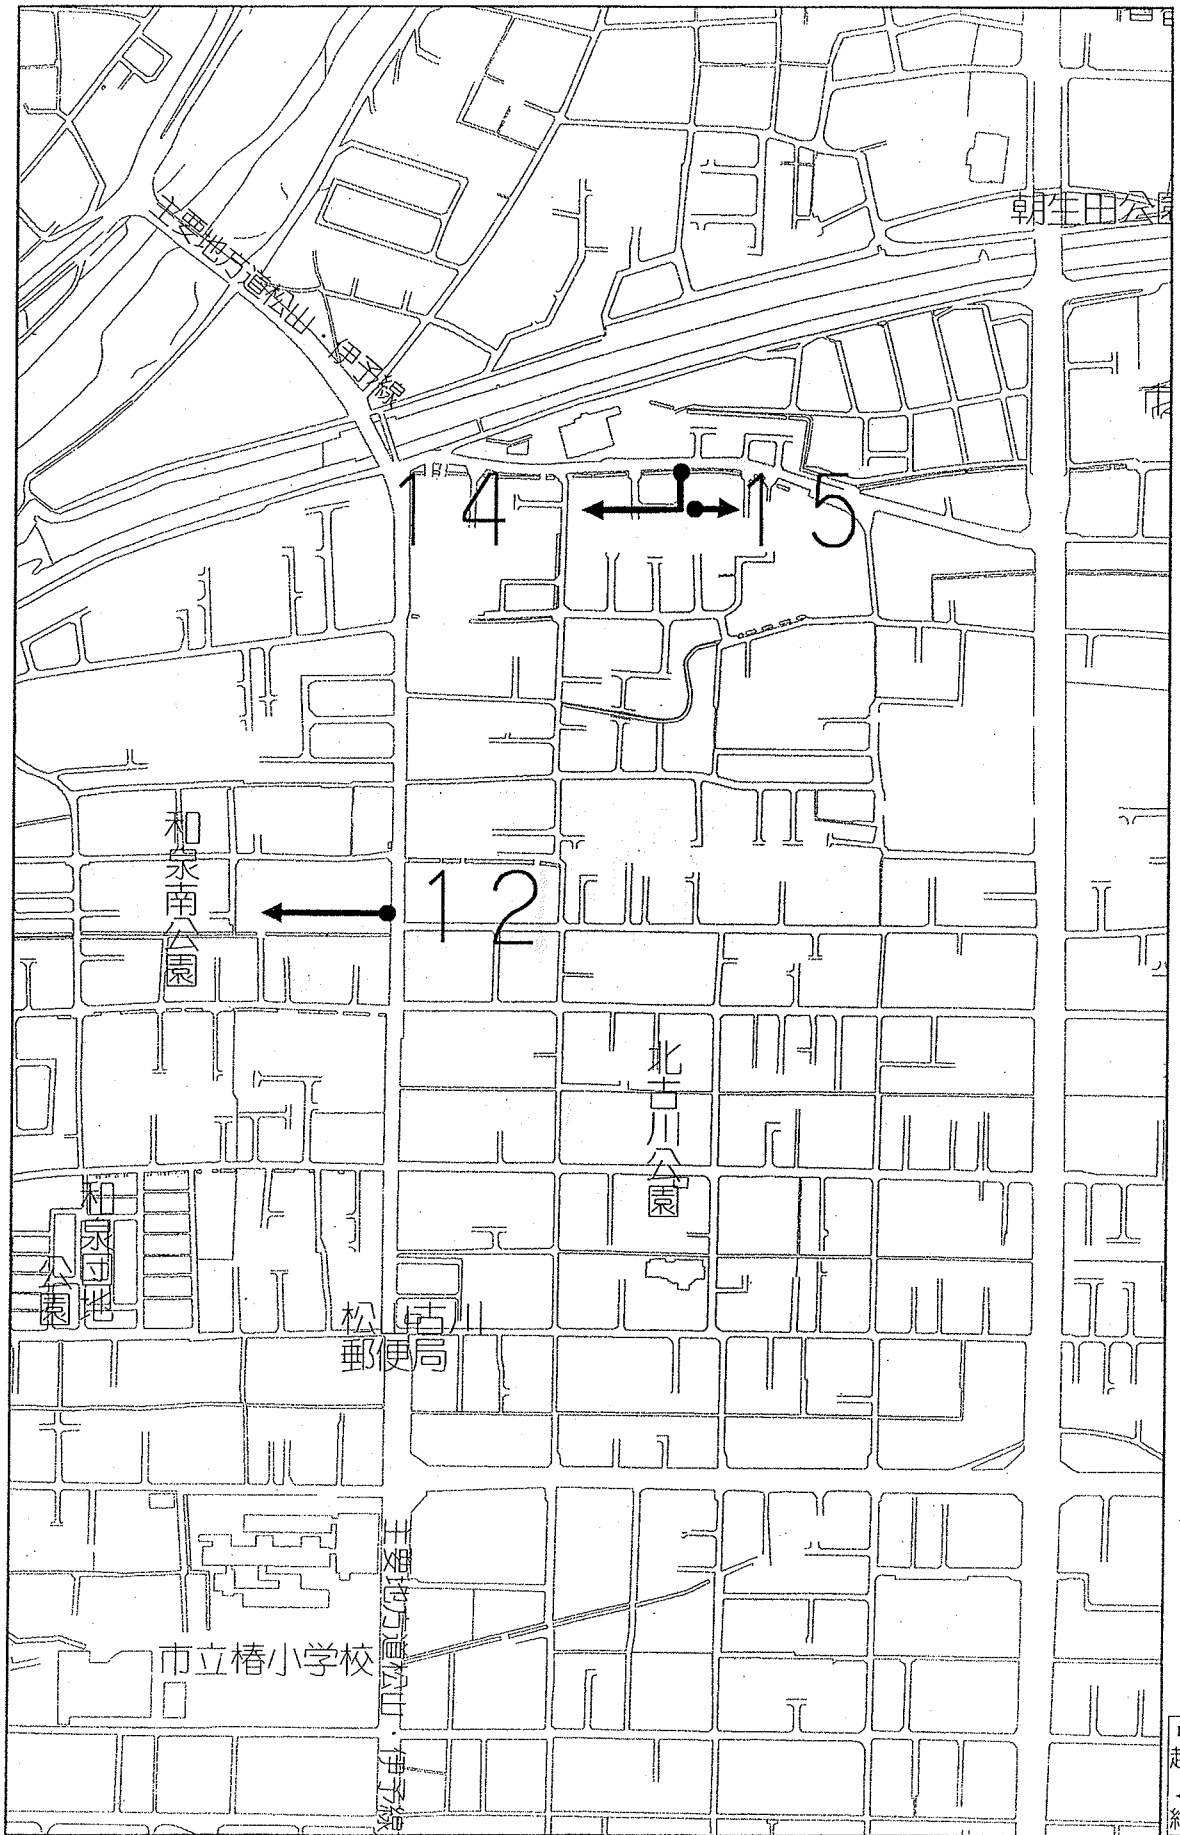 朝生田公園
主要地方道松山・伊予線
14
15
和泉南公園
12
北古川公園
和泉団地
公園
松山古川
郵便局
主要地方道松山・伊予線
市立椿小学校